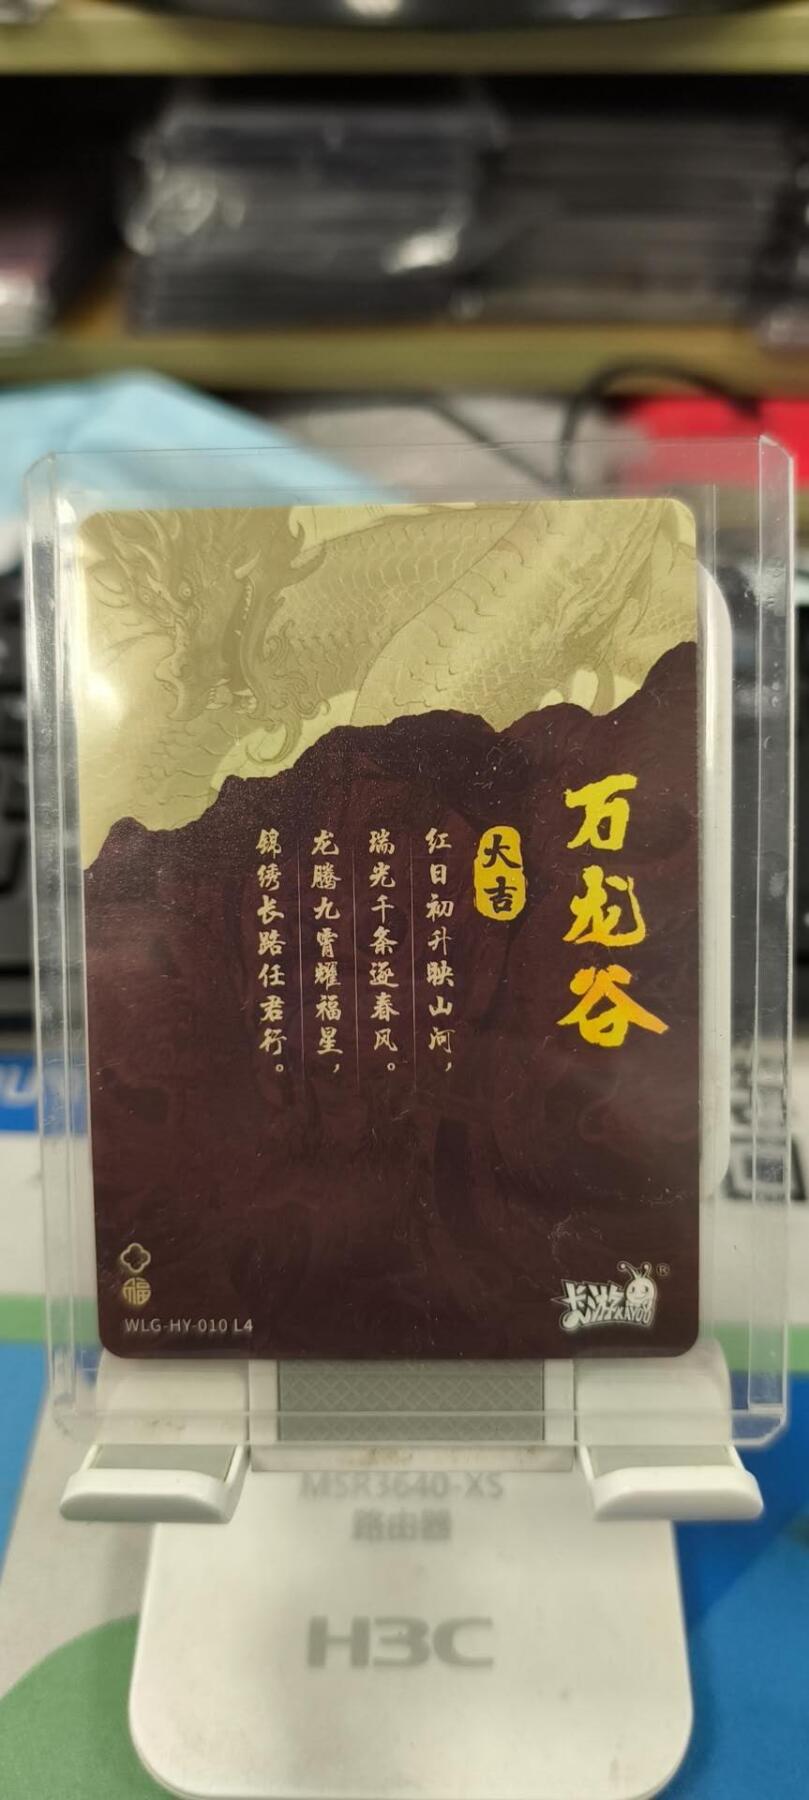 万龙谷
大吉
红日初升映山河，
瑞光千条逐春风。
龙腾九霄耀福星，
锦绣长路任君行。
福
WLG-HY-010 L4
卡游
KAYOU
®
MSR3640-XS
路由器
H3C